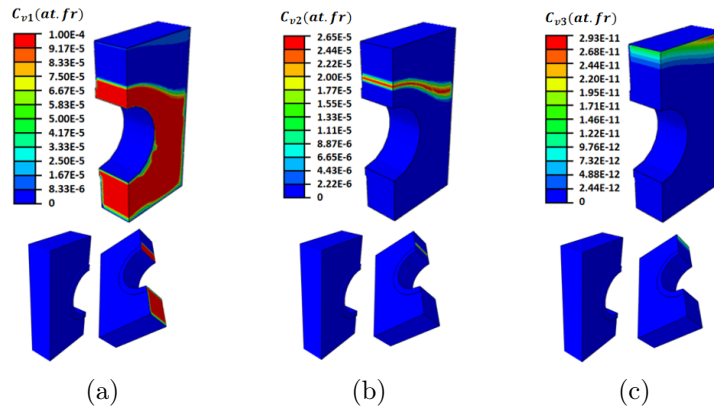 C_v1(at.fr)
1.00E-4
9.17E-5
8.33E-5
7.50E-5
6.67E-5
5.83E-5
5.00E-5
4.17E-5
3.33E-5
2.50E-5
1.67E-5
8.33E-6
0
(a)
C_v2(at.fr)
2.65E-5
2.44E-5
2.22E-5
2.00E-5
1.77E-5
1.55E-5
1.33E-5
1.11E-5
8.87E-6
6.65E-6
4.43E-6
2.22E-6
0
(b)
C_v3(at.fr)
2.93E-11
2.68E-11
2.44E-11
2.20E-11
1.95E-11
1.71E-11
1.46E-11
1.22E-11
9.76E-12
7.32E-12
4.88E-12
2.44E-12
0
(c)